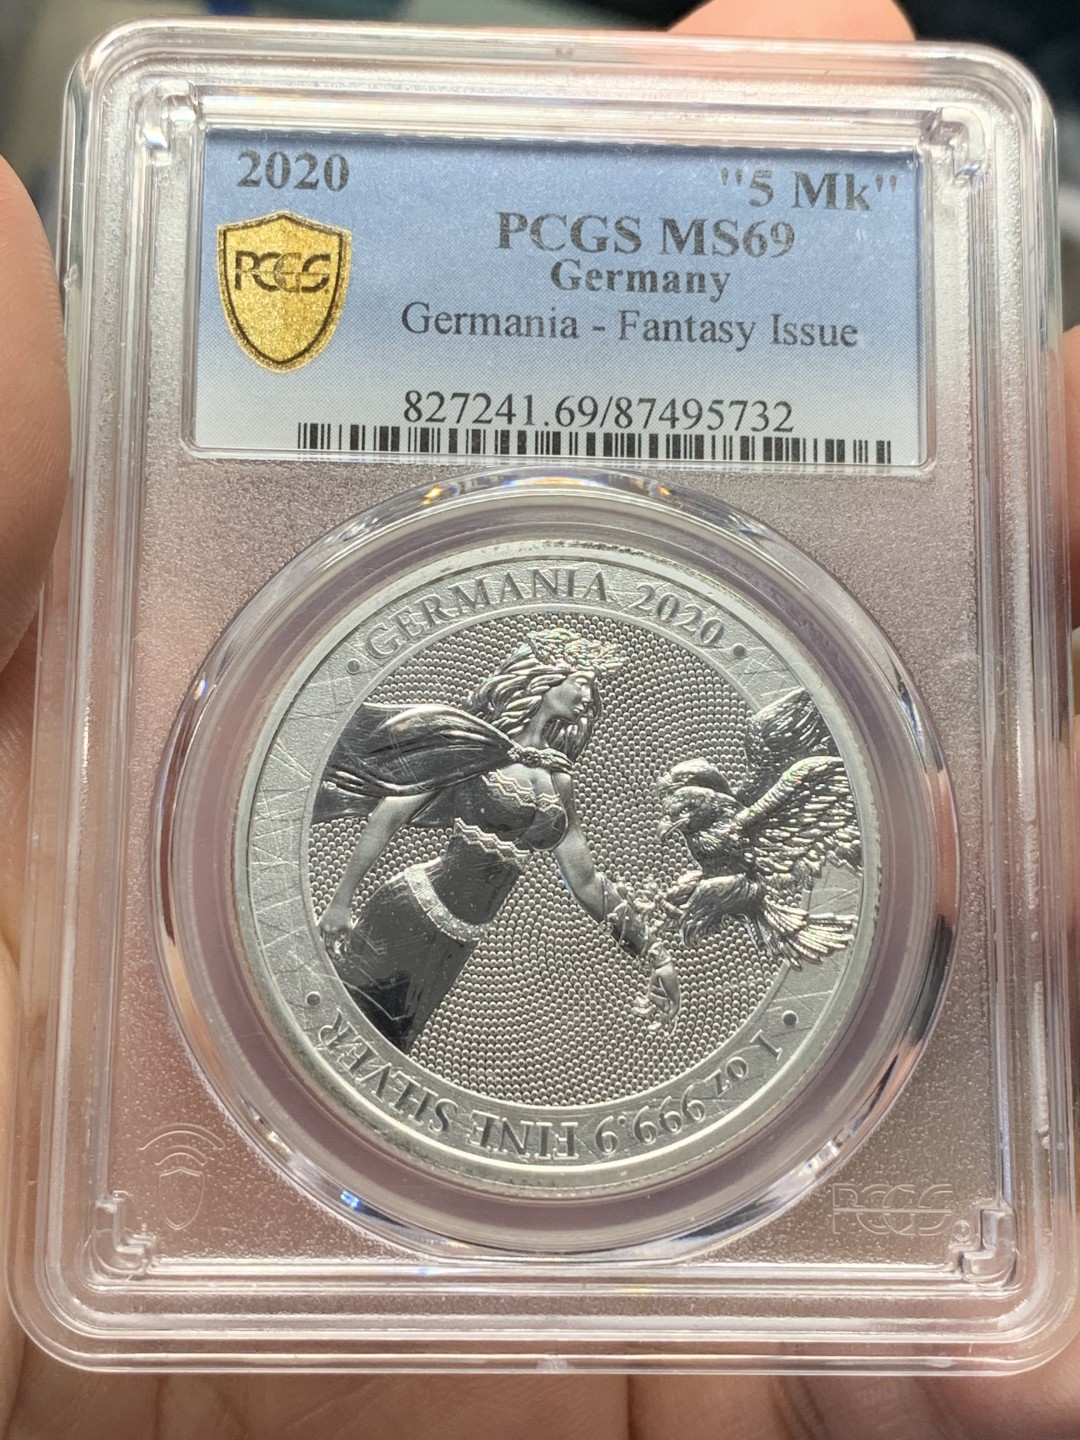 2020
"5 Mk"
PCGS MS69
PCGS
Germany
Germania - Fantasy Issue
827241.69/87495732
• GERMANIA 2020 •
• 1 oz 999.9 FINE SILVER •
PCGS